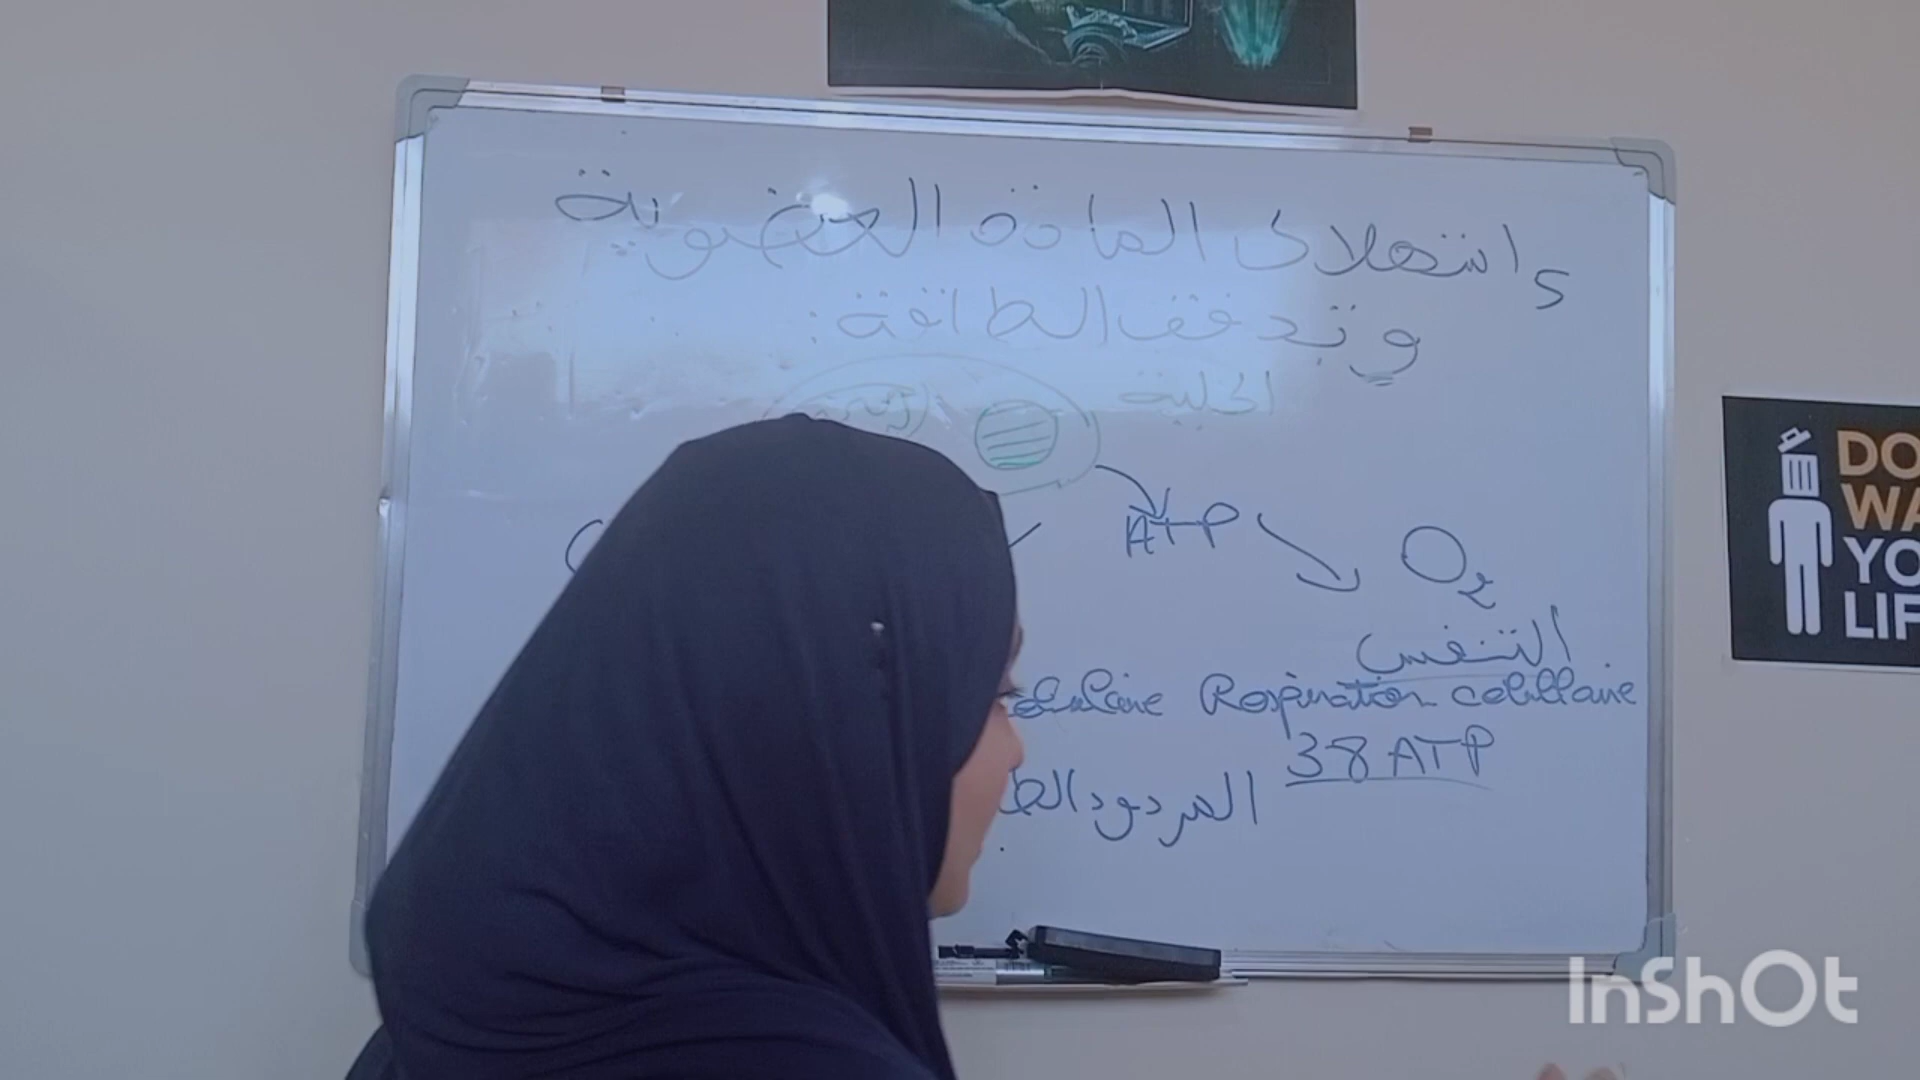 استهلاك المادة العضوية
وتدفق الطاقة:
الخلية
ATP
O2
التنفس
Respiration cellulaire
38 ATP
المردود
DO
WA
YO
LIF
InShOt